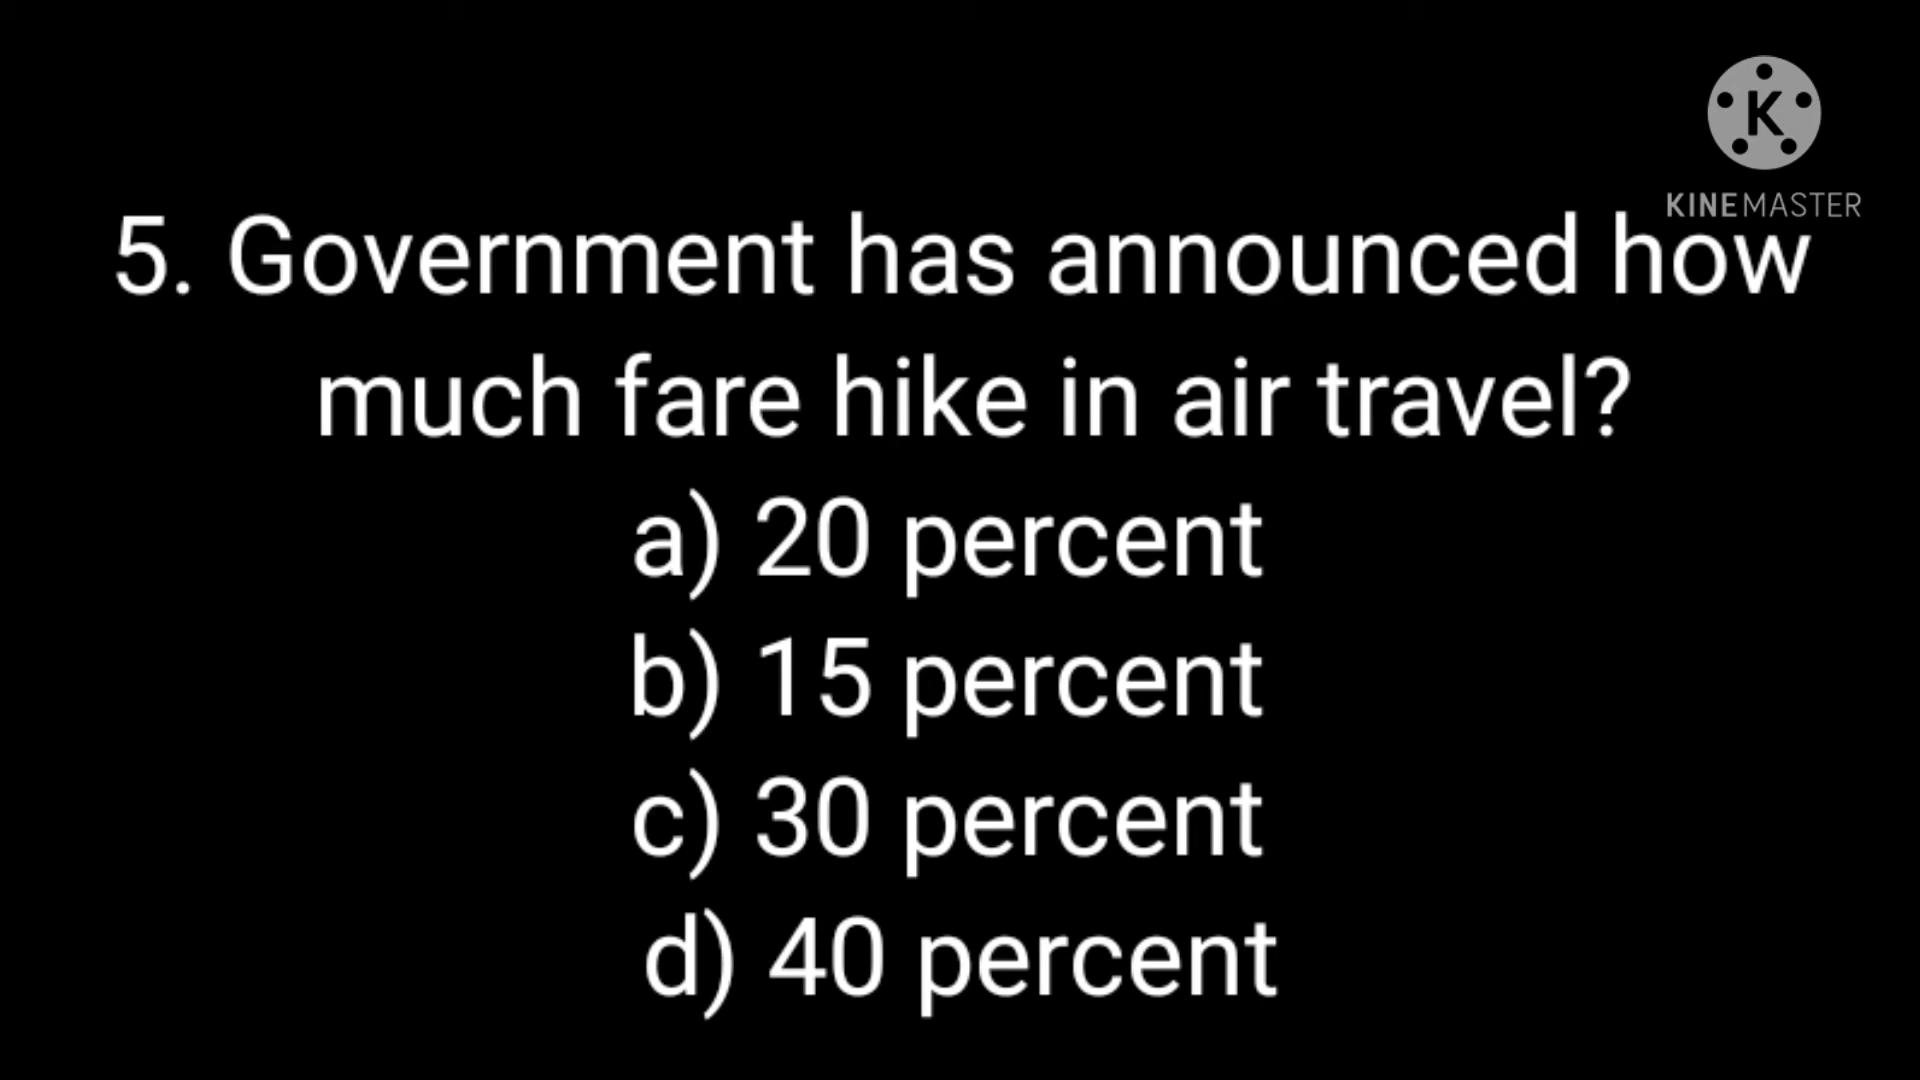 K
KINEMASTER
5. Government has announced how
much fare hike in air travel?
a) 20 percent
b) 15 percent
c) 30 percent
d) 40 percent